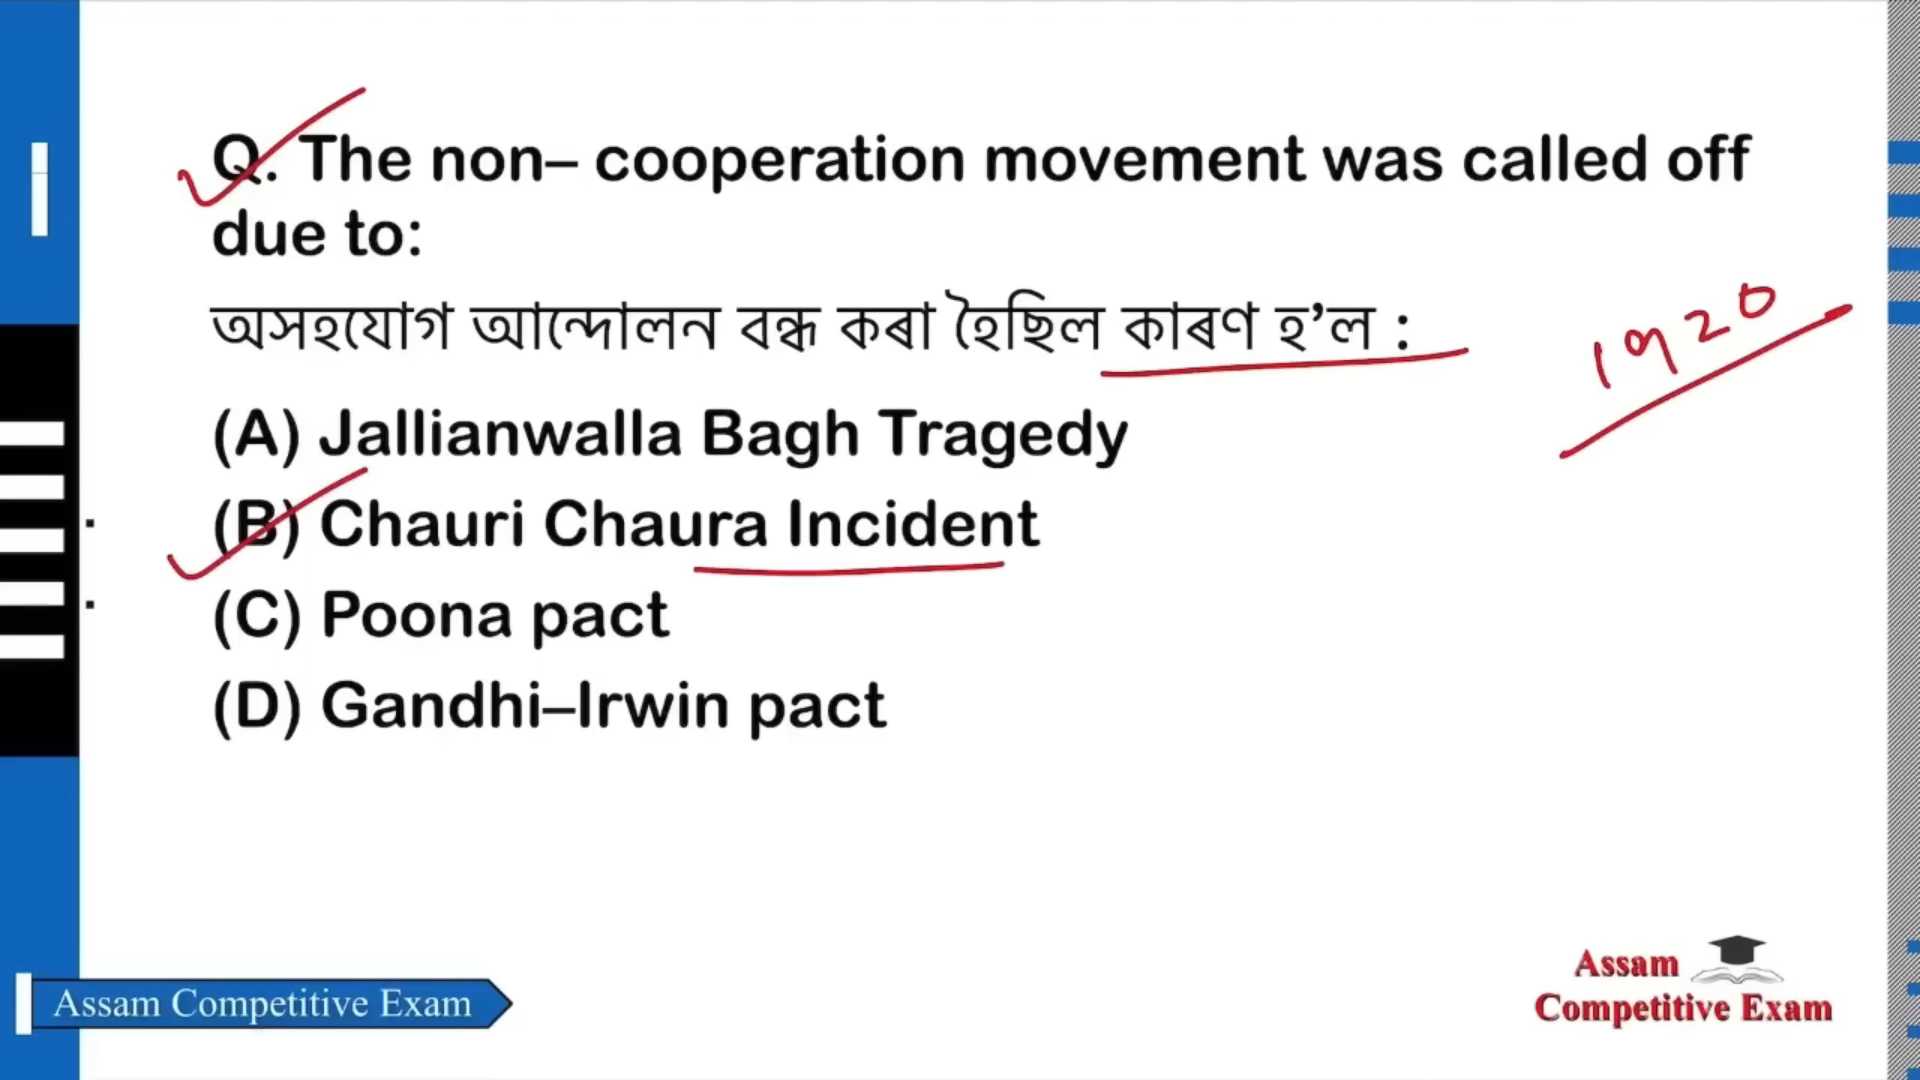 Q. The non– cooperation movement was called off
due to:
অসহযোগ আন্দোলন বন্ধ কৰা হৈছিল কাৰণ হ’ল :
1920
(A) Jallianwalla Bagh Tragedy
(B) Chauri Chaura Incident
(C) Poona pact
(D) Gandhi–Irwin pact
Assam Competitive Exam
Assam
Competitive Exam